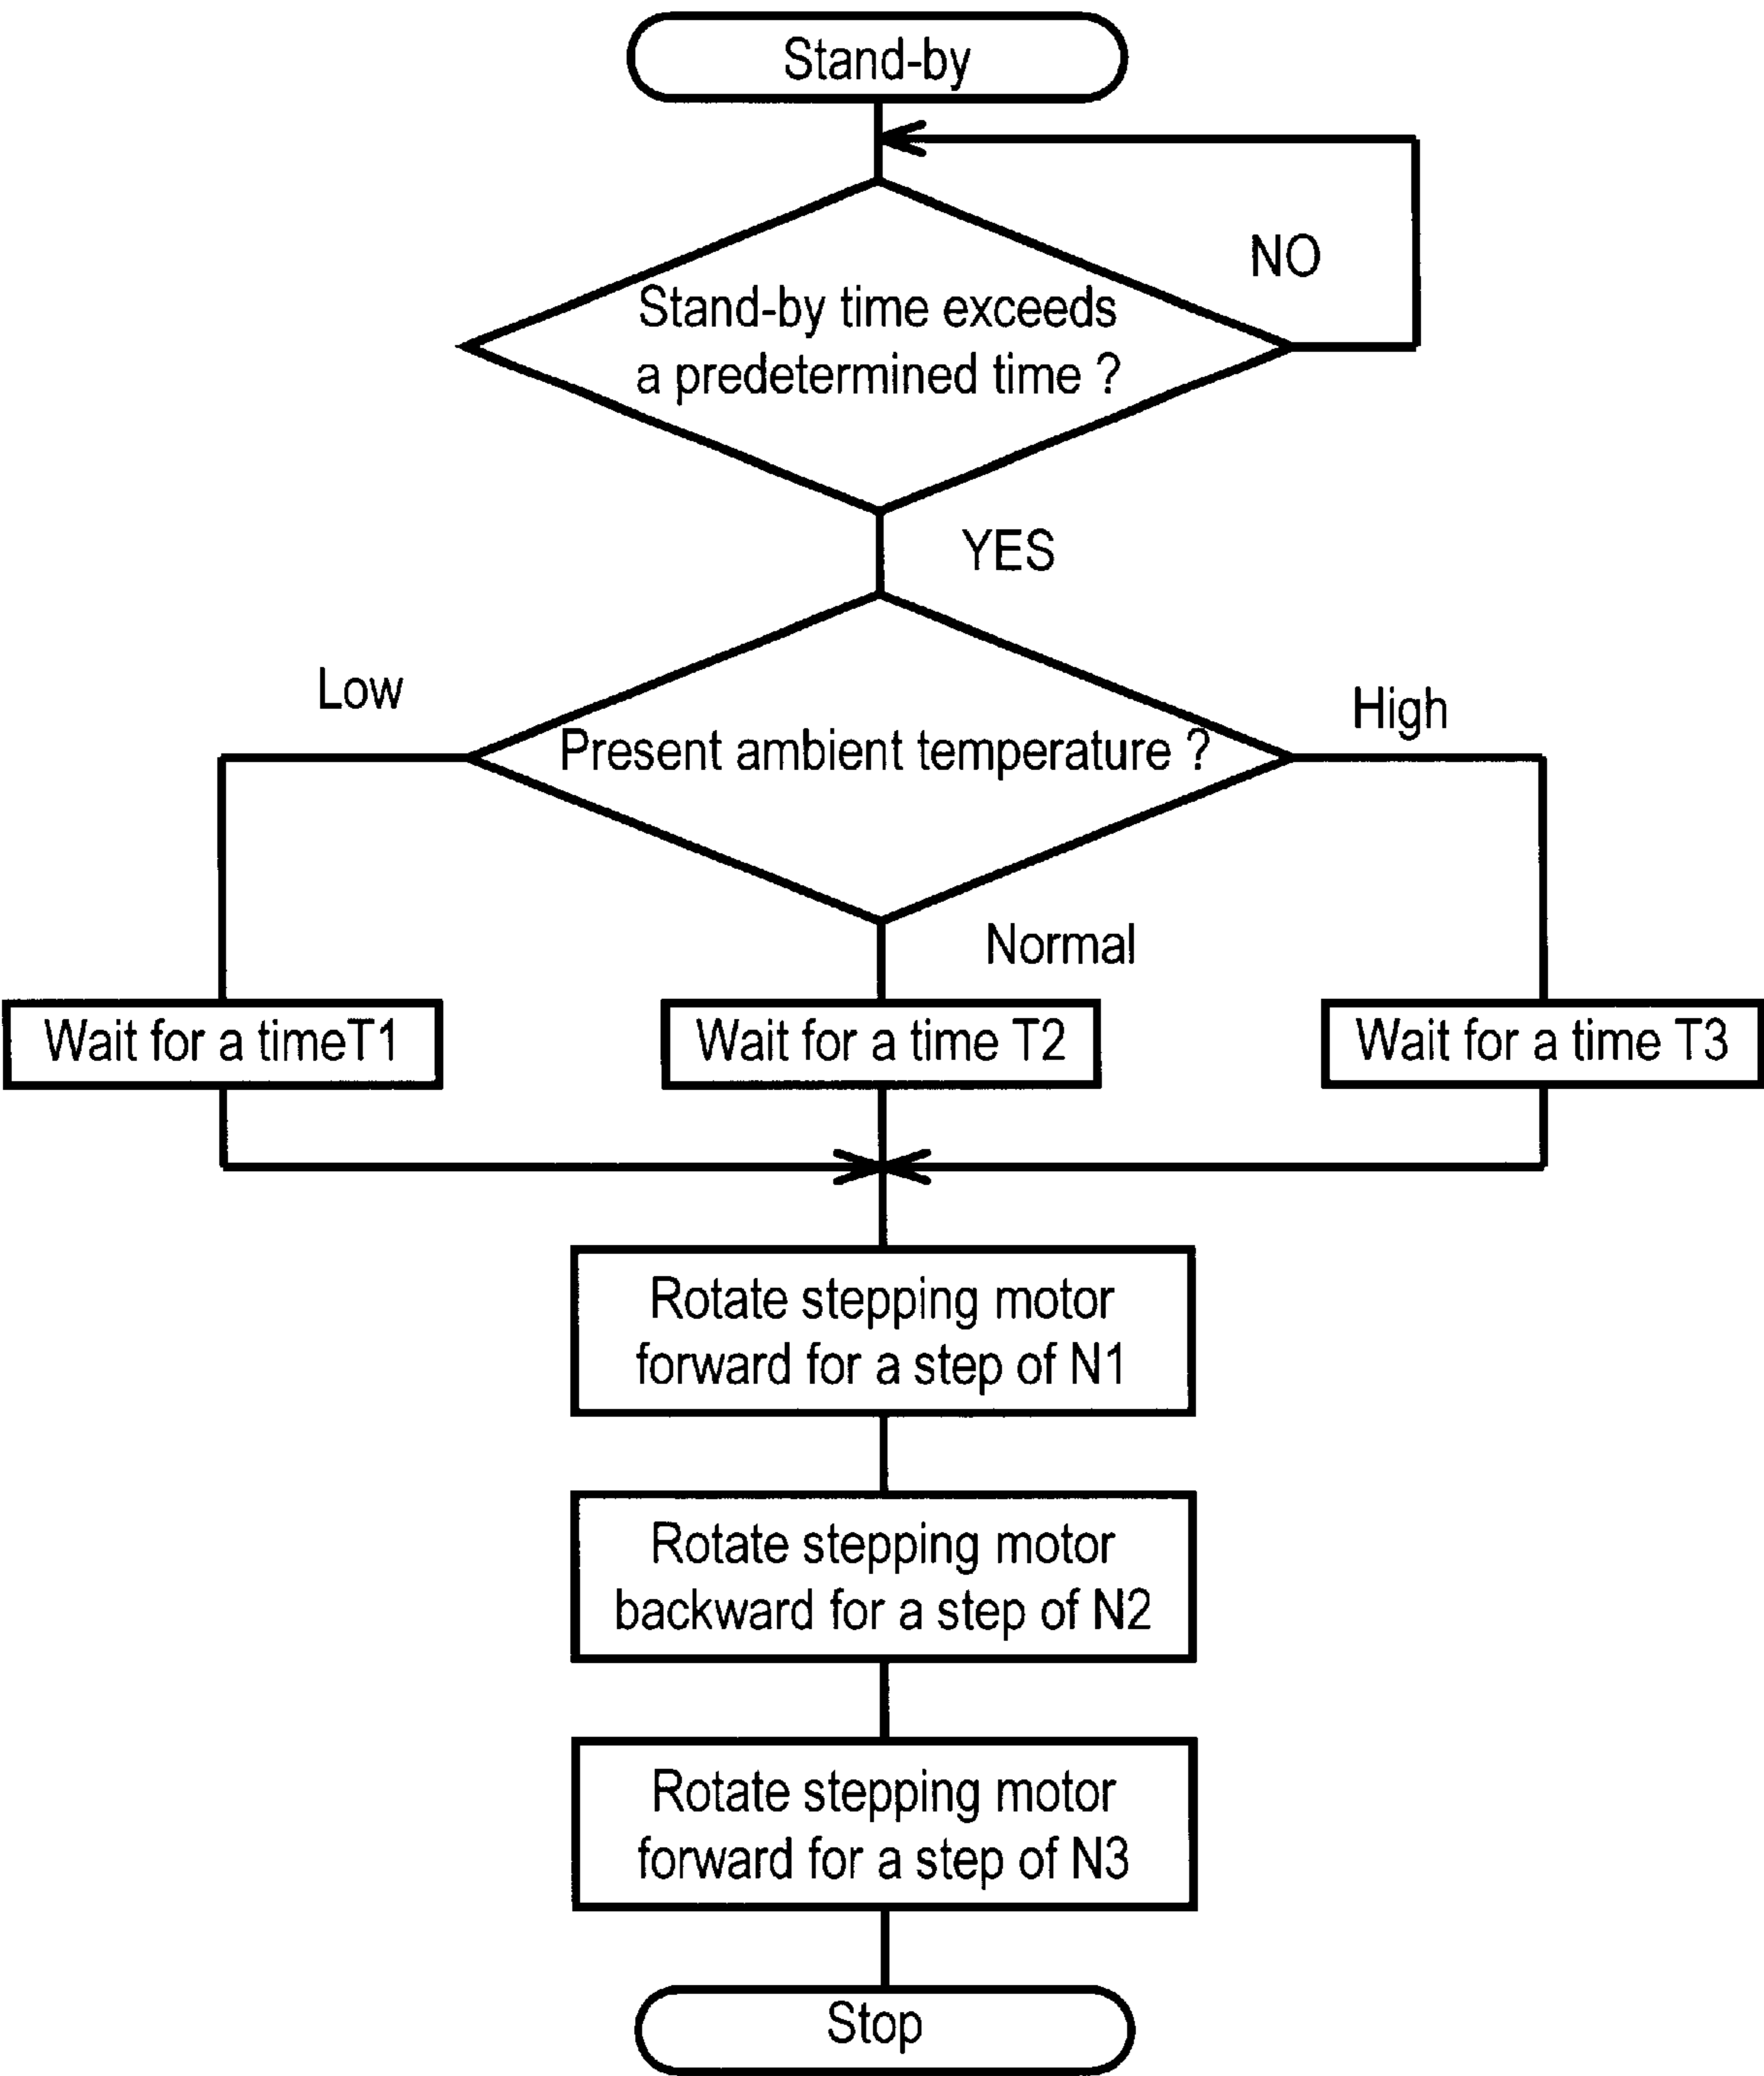 Stand-by
NO
Stand-by time exceeds
a predetermined time ?
YES
Low
High
Present ambient temperature ?
Normal
Wait for a timeT1
Wait for a time T2
Wait for a time T3
Rotate stepping motor
forward for a step of N1
Rotate stepping motor
backward for a step of N2
Rotate stepping motor
forward for a step of N3
Stop